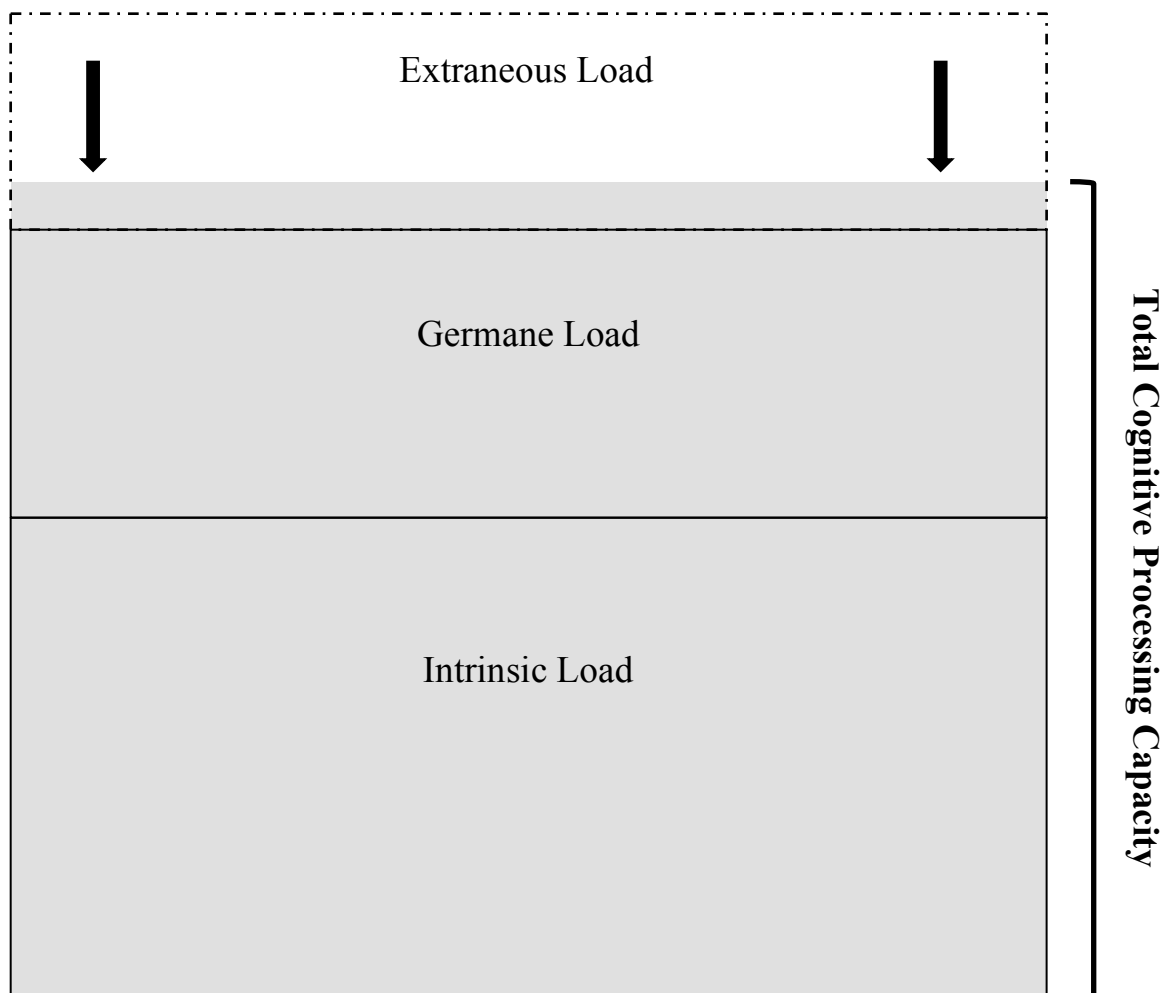 Extraneous Load
Germane Load
Intrinsic Load
Total Cognitive Processing Capacity